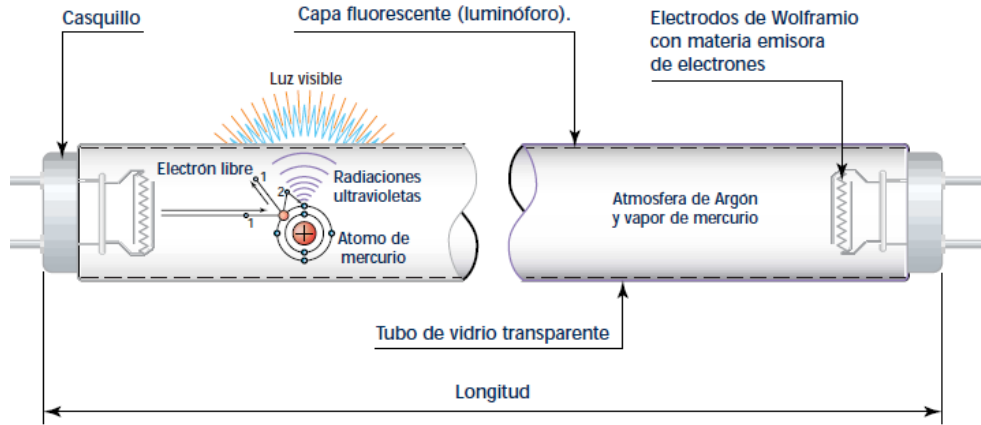 Casquillo
Capa fluorescente (luminóforo).
Electrodos de Wolframio
con materia emisora
de electrones
Luz visible
Electrón libre
1
2
1
Radiaciones
ultravioletas
Atomo de
mercurio
Atmosfera de Argón
y vapor de mercurio
Tubo de vidrio transparente
Longitud